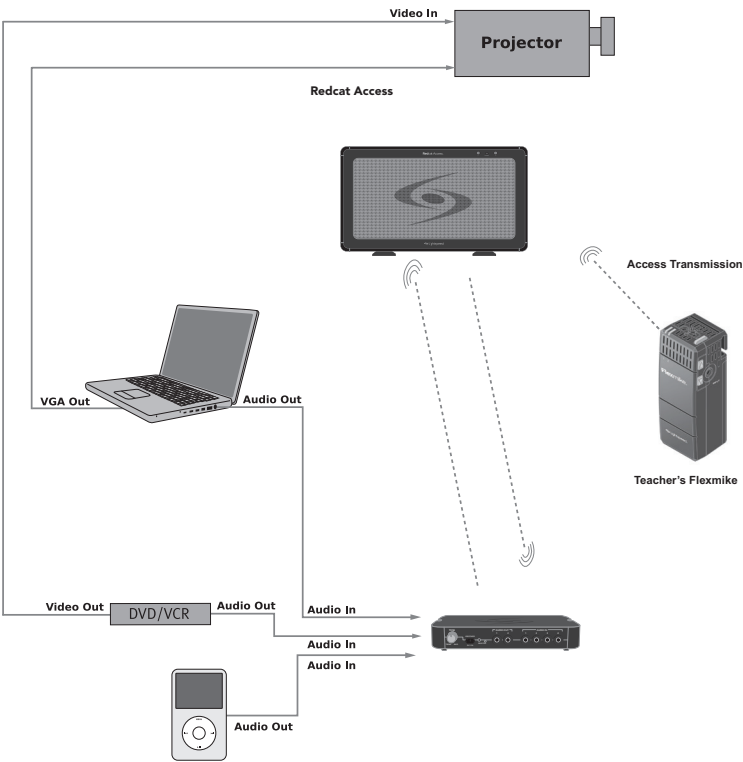 Video In
Projector
Redcat Access
Access Transmission
VGA Out
Audio Out
Teacher's Flexmike
Video Out
DVD/VCR
Audio Out
Audio In
Audio In
Audio In
Audio Out